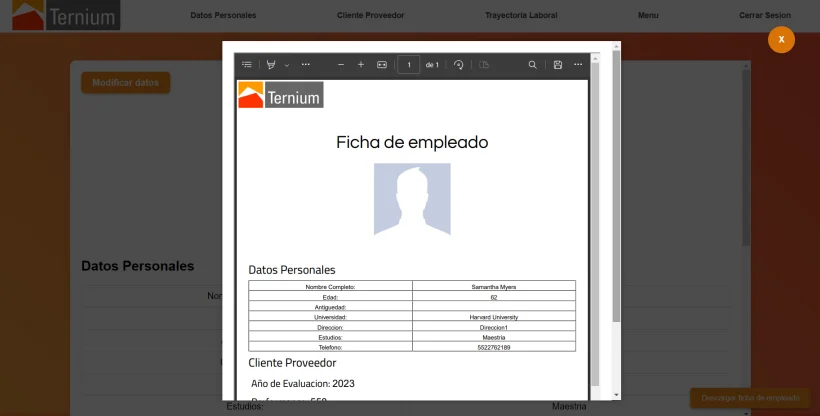 Ternium
Datos Personales Cliente Proveedor Trayectoria Laboral Menu Cerrar Sesion
X
Modificar datos
1 de 1
Ternium
Ficha de empleado
Datos Personales
Datos Personales
Nombre Completo: Samantha Myers
Edad: 62
Antiguedad:
Universidad: Harvard University
Direccion: Direccion1
Estudios: Maestria
Telefono: 5522762189
Cliente Proveedor
Año de Evaluacion: 2023
Descargar ficha de empleado
Estudios: Maestria